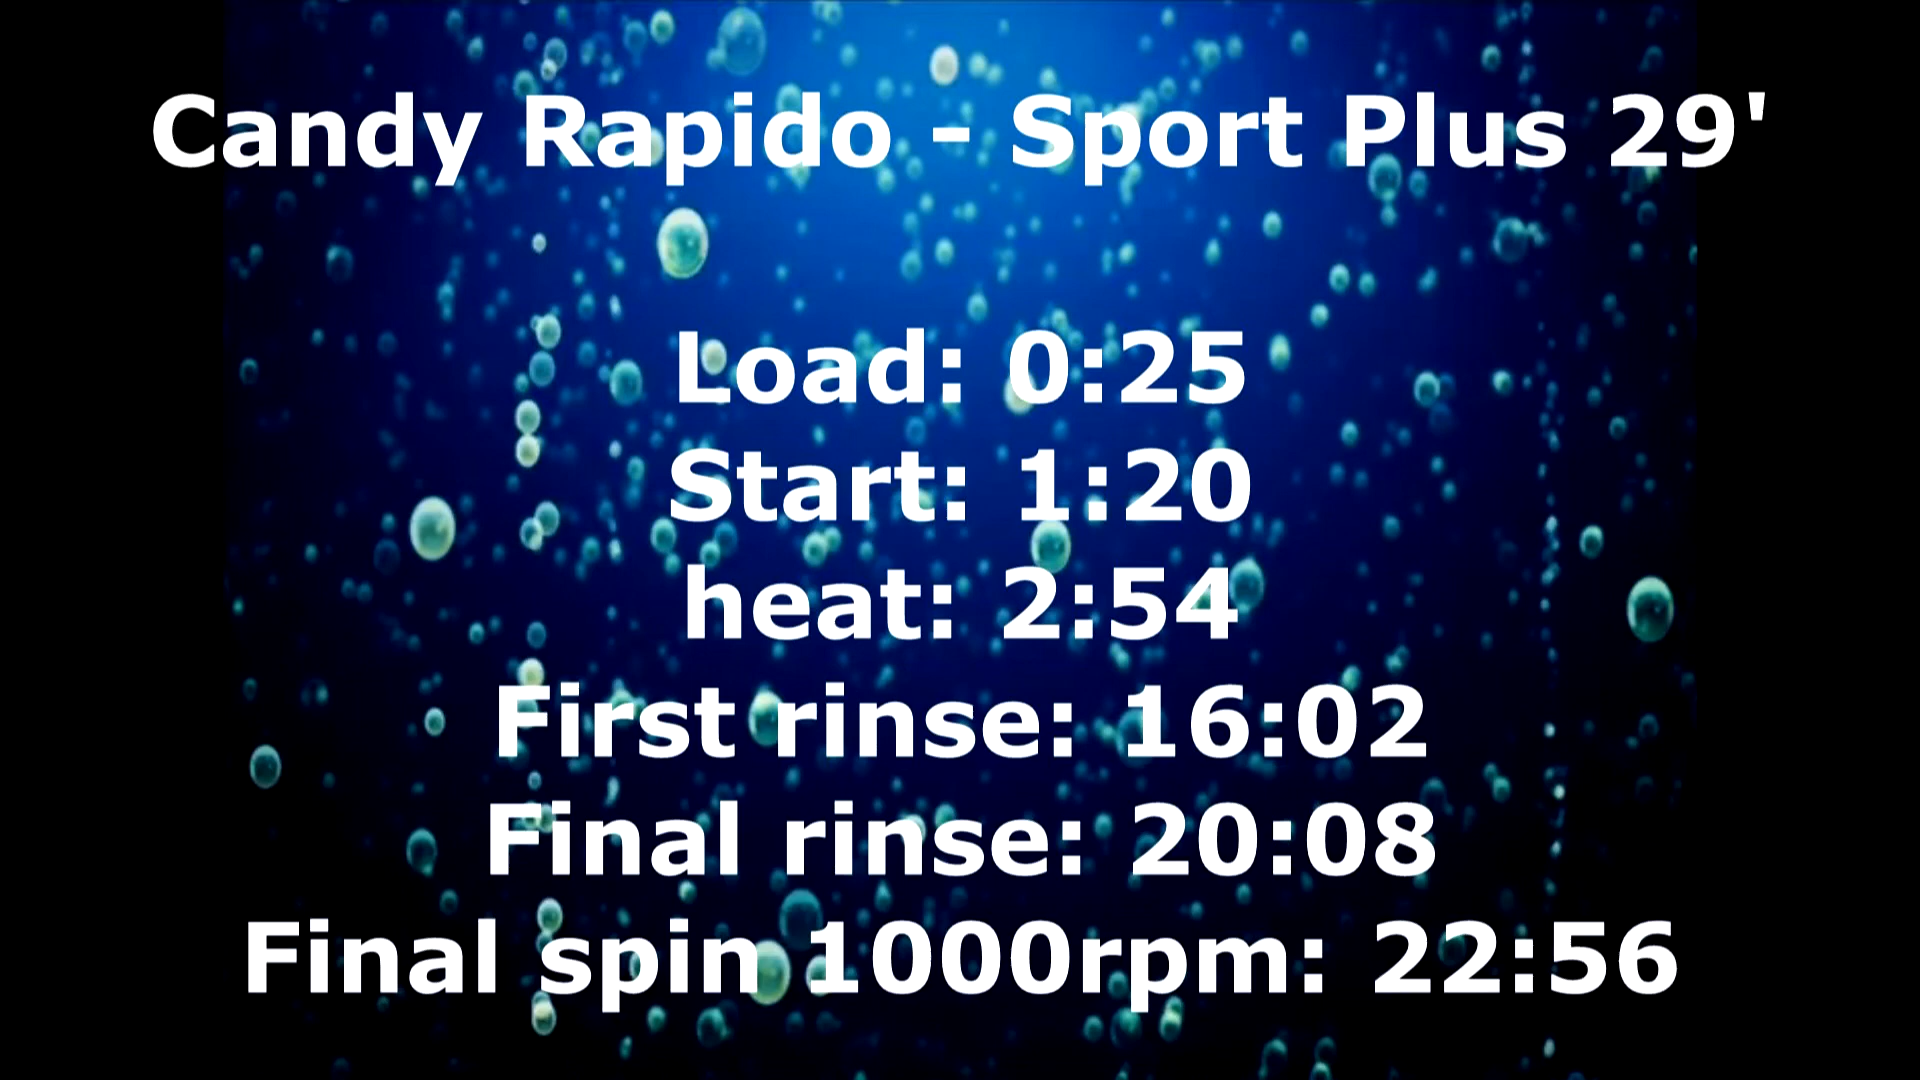 Candy Rapido - Sport Plus 29'
Load: 0:25
Start: 1:20
heat: 2:54
First rinse: 16:02
Final rinse: 20:08
Final spin 1000rpm: 22:56